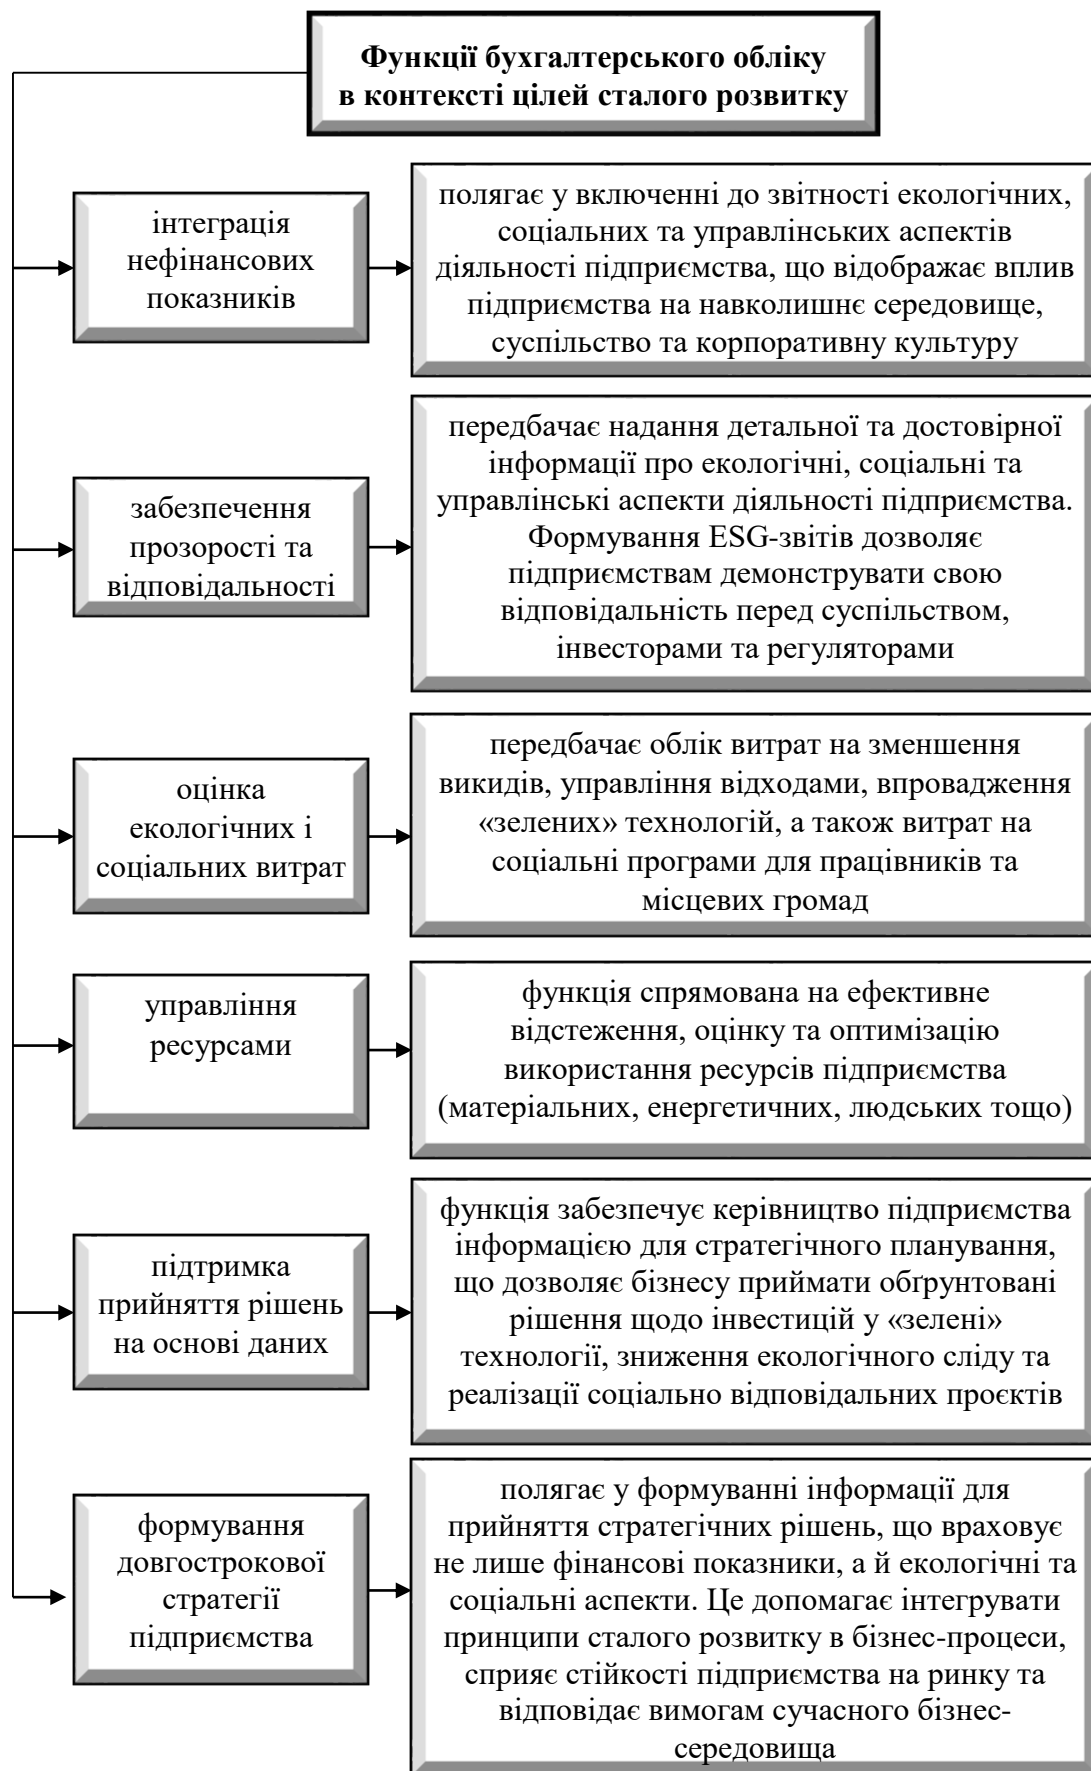 Функції бухгалтерського обліку
в контексті цілей сталого розвитку
інтеграція
нефінансових
показників
полягає у включенні до звітності екологічних,
соціальних та управлінських аспектів
діяльності підприємства, що відображає вплив
підприємства на навколишнє середовище,
суспільство та корпоративну культуру
забезпечення
прозорості та
відповідальності
передбачає надання детальної та достовірної
інформації про екологічні, соціальні та
управлінські аспекти діяльності підприємства.
Формування ESG-звітів дозволяє
підприємствам демонструвати свою
відповідальність перед суспільством,
інвесторами та регуляторами
оцінка
екологічних і
соціальних витрат
передбачає облік витрат на зменшення
викидів, управління відходами, впровадження
«зелених» технологій, а також витрат на
соціальні програми для працівників та
місцевих громад
управління
ресурсами
функція спрямована на ефективне
відстеження, оцінку та оптимізацію
використання ресурсів підприємства
(матеріальних, енергетичних, людських тощо)
підтримка
прийняття рішень
на основі даних
функція забезпечує керівництво підприємства
інформацією для стратегічного планування,
що дозволяє бізнесу приймати обґрунтовані
рішення щодо інвестицій у «зелені»
технології, зниження екологічного сліду та
реалізації соціально відповідальних проєктів
формування
довгострокової
стратегії
підприємства
полягає у формуванні інформації для
прийняття стратегічних рішень, що враховує
не лише фінансові показники, а й екологічні та
соціальні аспекти. Це допомагає інтегрувати
принципи сталого розвитку в бізнес-процеси,
сприяє стійкості підприємства на ринку та
відповідає вимогам сучасного бізнес-
середовища